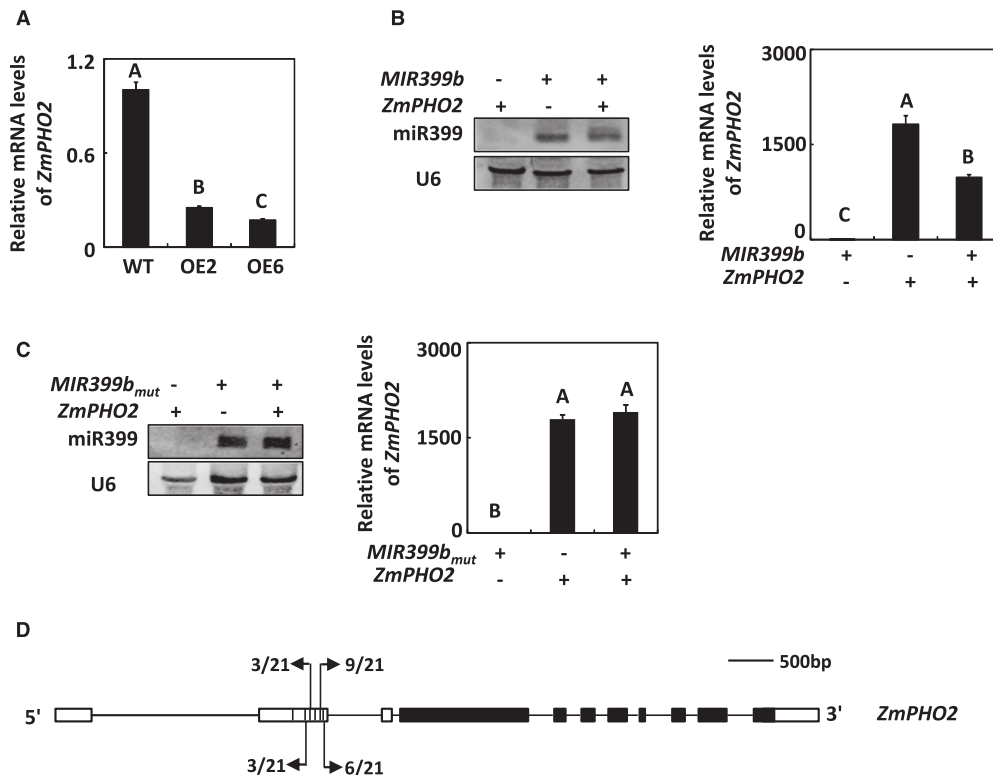 A
Relative mRNA levels
of ZmPHO2
1.2
0.6
0
A
B
C
WT OE2 OE6
B
MIR399b - + +
ZmPHO2 + - +
miR399
U6
Relative mRNA levels
of ZmPHO2
3000
1500
0
C
A
B
MIR399b + - +
ZmPHO2 - + +
C
MIR399bmut - + +
ZmPHO2 + - +
miR399
U6
Relative mRNA levels
of ZmPHO2
3000
1500
0
B
A
A
MIR399bmut + - +
ZmPHO2 - + +
D
3/21 9/21
500bp
5' 3' ZmPHO2
3/21 6/21